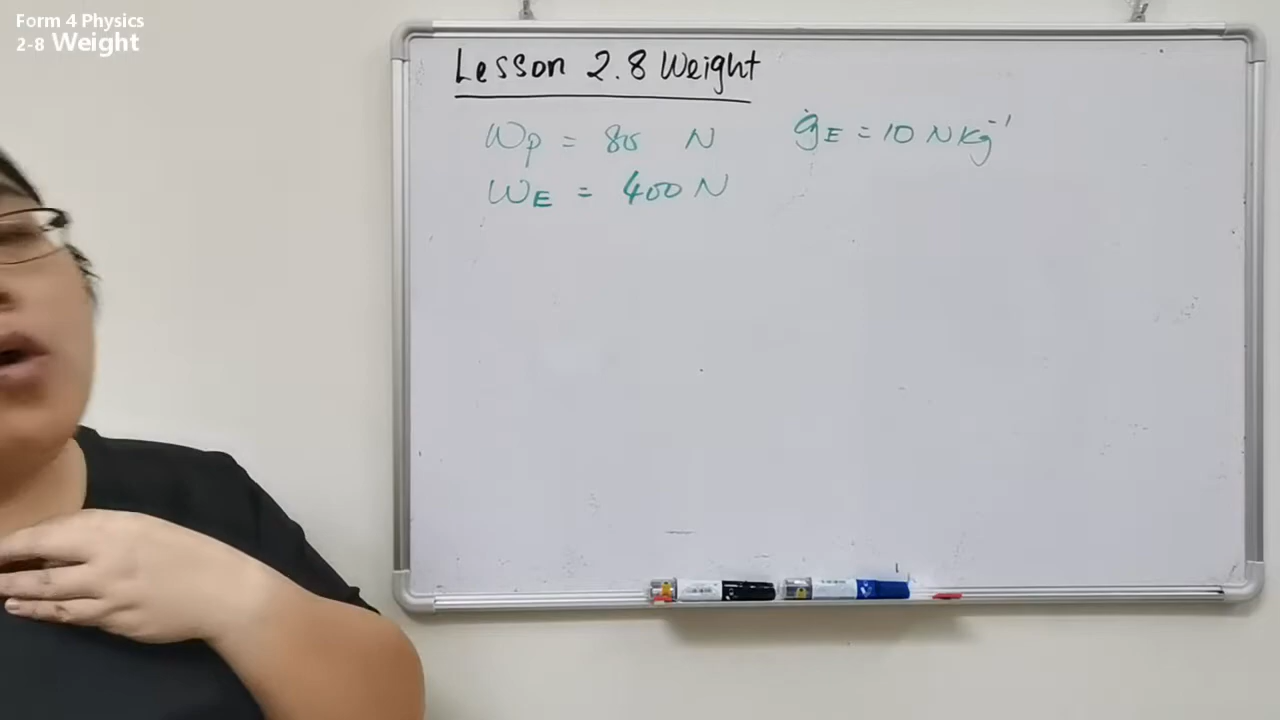 Form 4 Physics
2-8 Weight
Lesson 2.8 Weight
Wp = 80 N gE = 10 N kg⁻¹
WE = 400 N